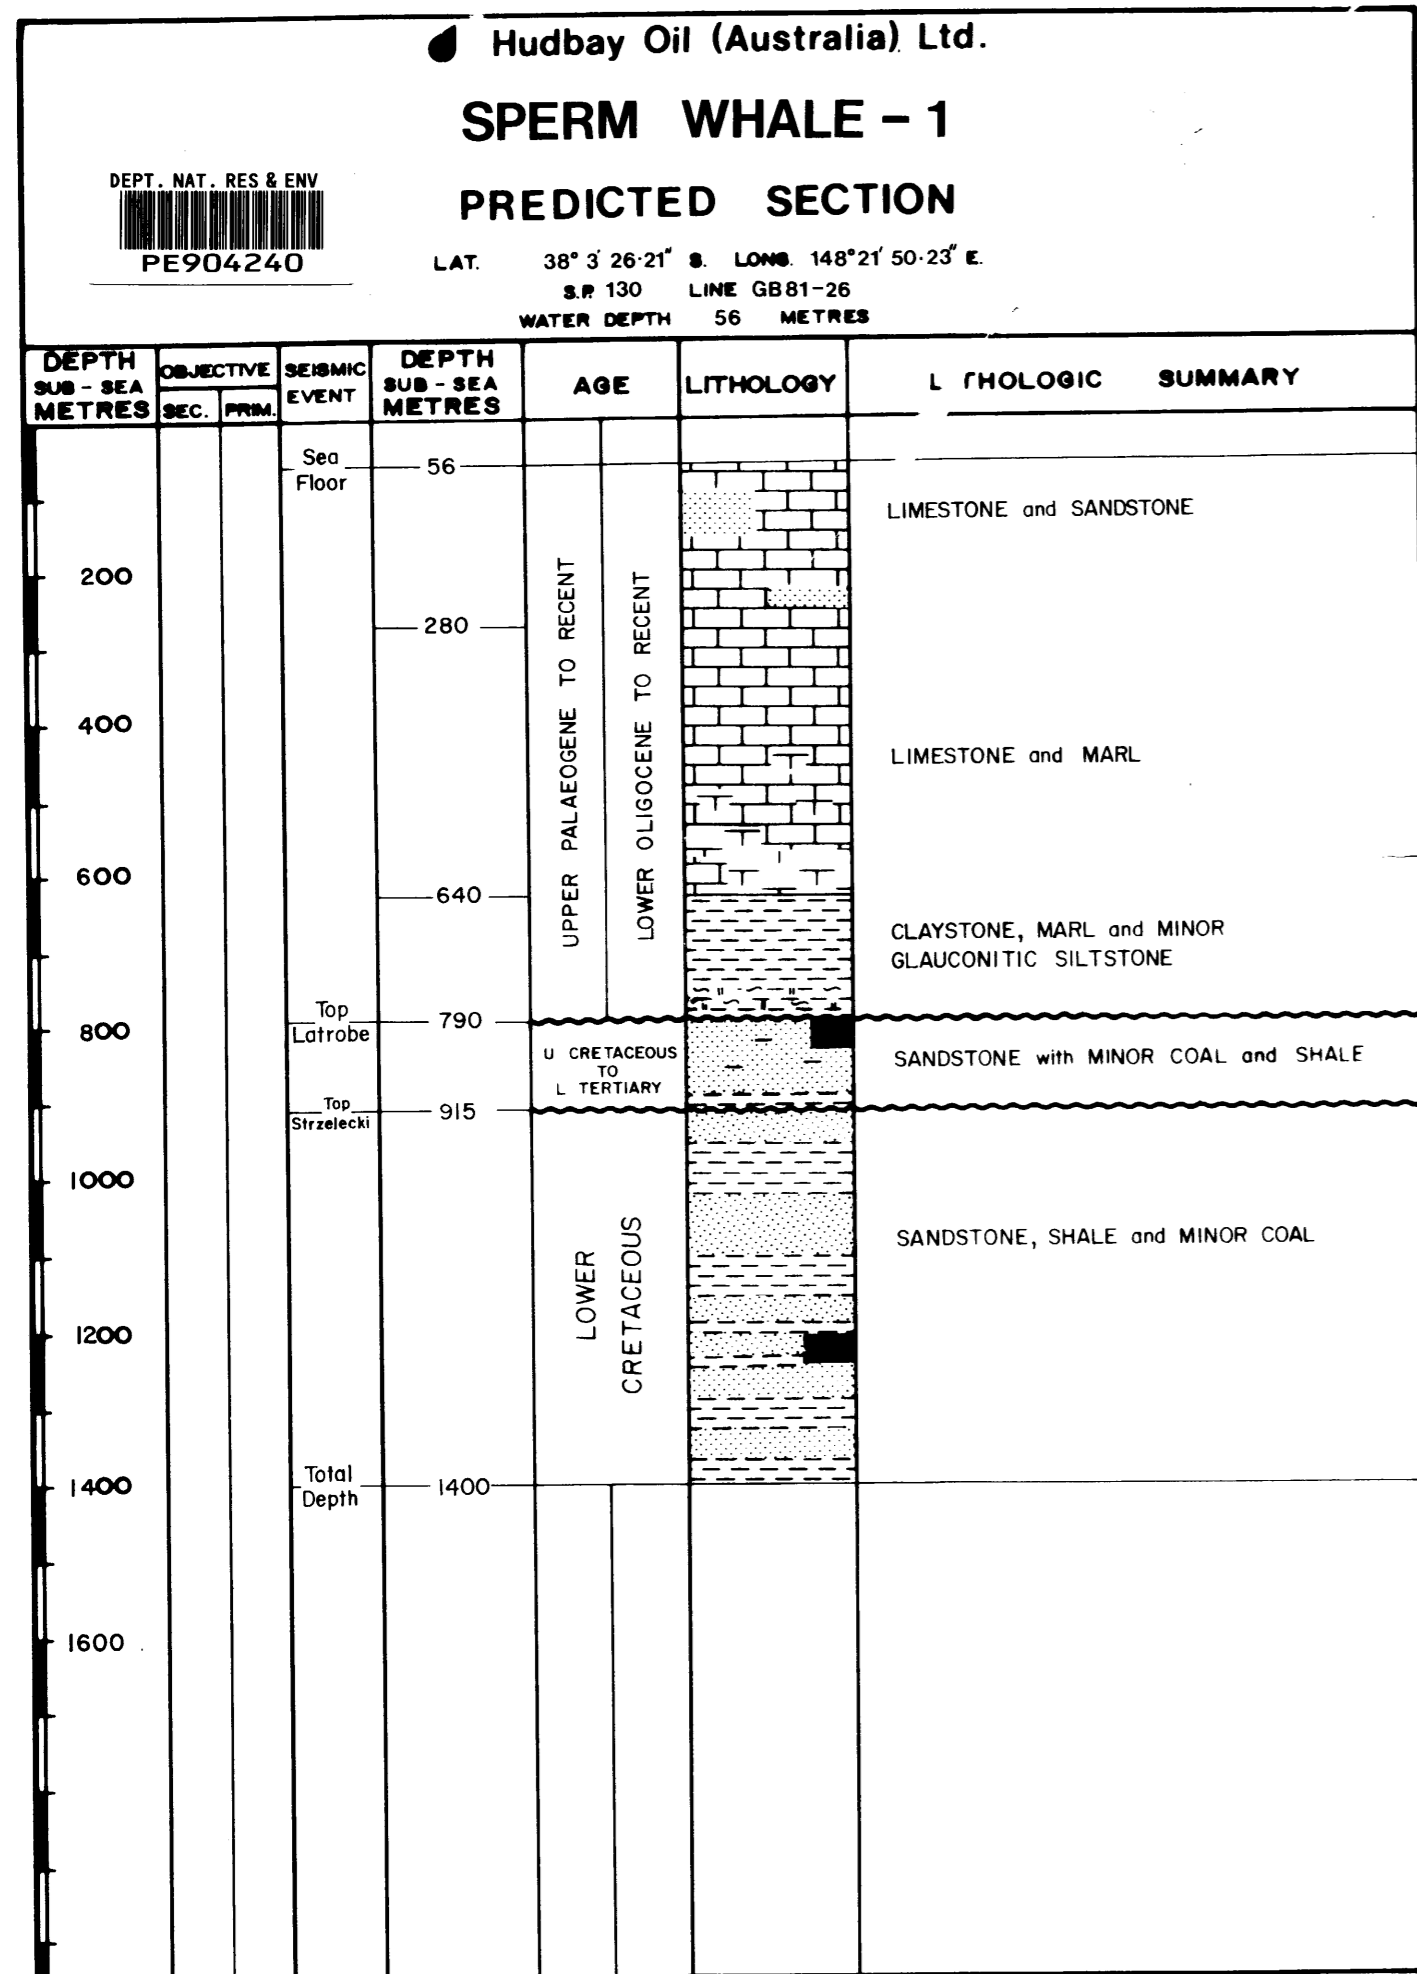 Hudbay Oil (Australia) Ltd.
SPERM WHALE - 1
DEPT. NAT. RES & ENV
PE904240
PREDICTED SECTION
LAT. 38° 3' 26·21" S. LONG. 148°21' 50·23" E.
S.P. 130 LINE GB81-26
WATER DEPTH 56 METRES
DEPTH
SUB - SEA
METRES
OBJECTIVE
SEC. PRIM.
SEISMIC
EVENT
DEPTH
SUB - SEA
METRES
AGE
LITHOLOGY
L THOLOGIC SUMMARY
Sea
Floor
56
LIMESTONE and SANDSTONE
200
280
UPPER PALAEOGENE TO RECENT
LOWER OLIGOCENE TO RECENT
400
LIMESTONE and MARL
600
640
CLAYSTONE, MARL and MINOR
GLAUCONITIC SILTSTONE
Top
Latrobe
790
800
U CRETACEOUS
TO
L TERTIARY
SANDSTONE with MINOR COAL and SHALE
Top
Strzelecki
915
1000
LOWER
CRETACEOUS
SANDSTONE, SHALE and MINOR COAL
1200
Total
Depth
1400
1400
1600